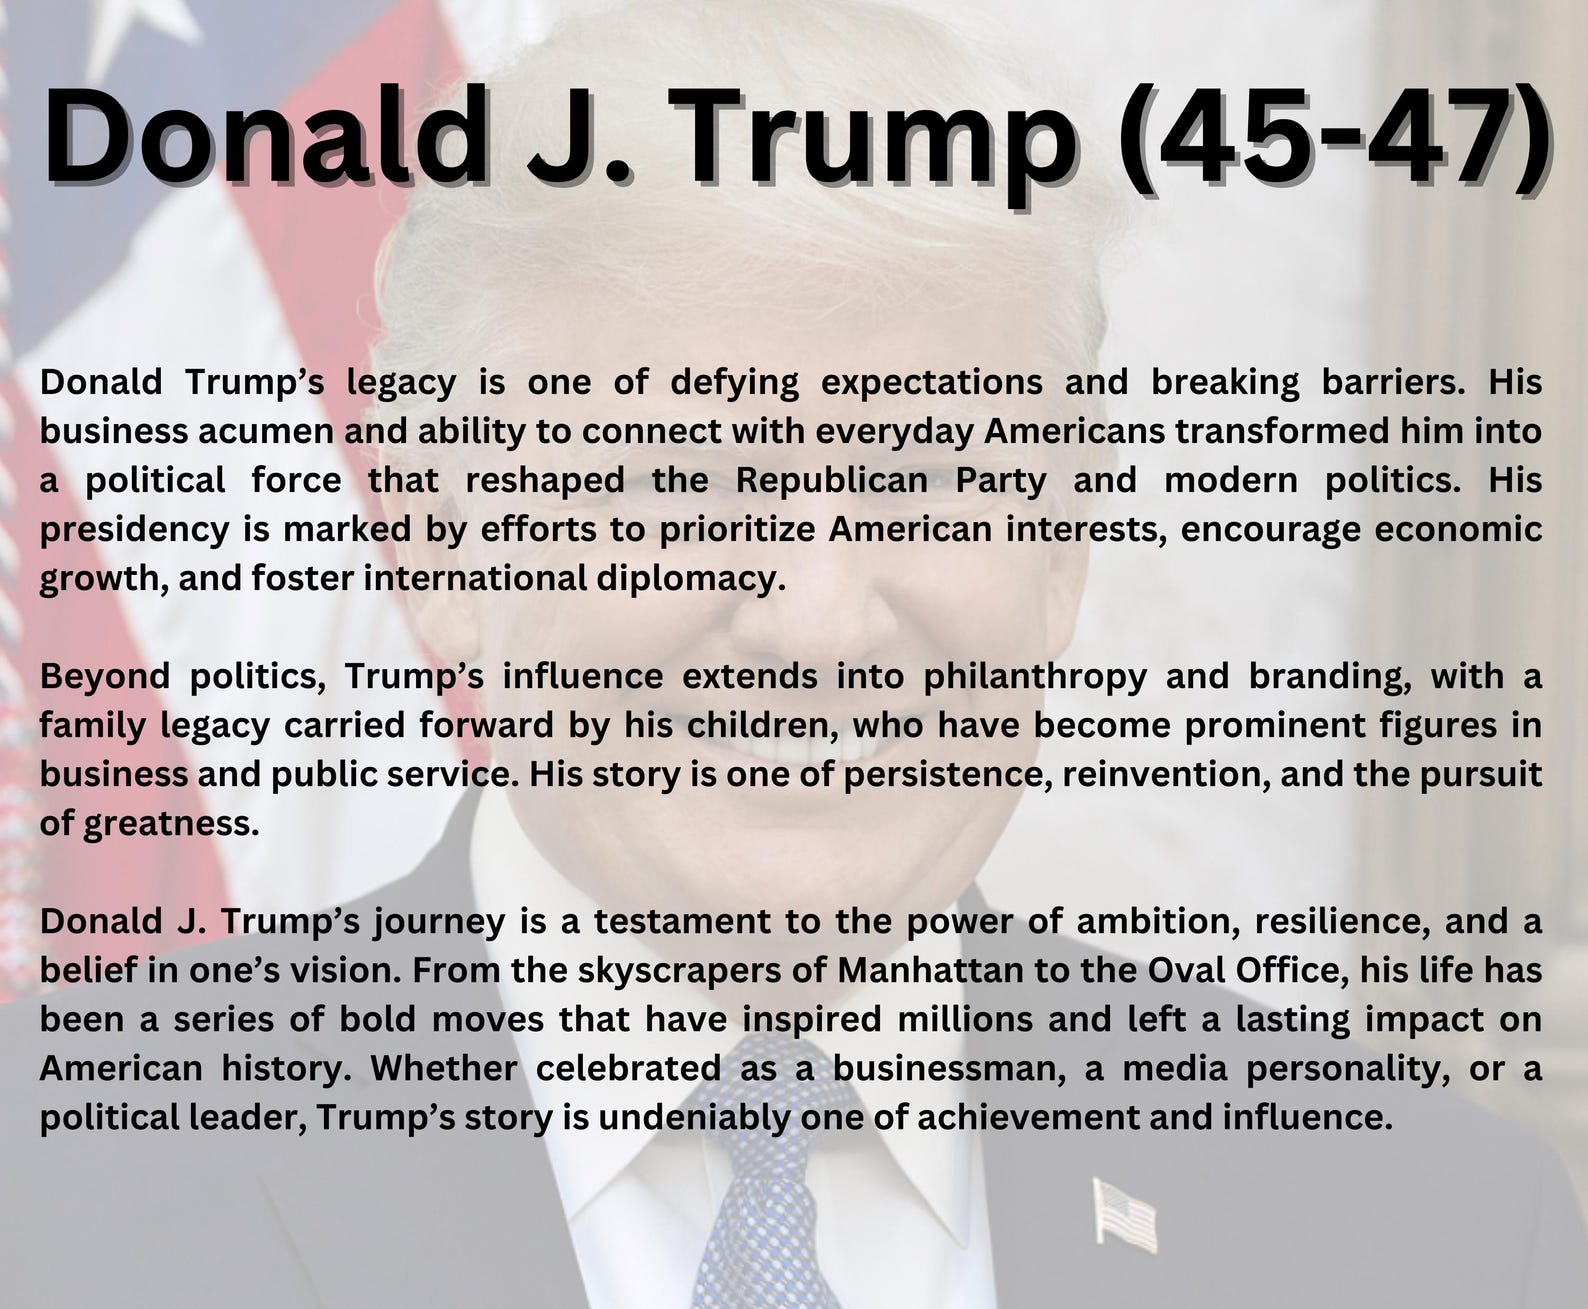 Donald J. Trump (45-47)
Donald Trump’s legacy is one of defying expectations and breaking barriers. His
business acumen and ability to connect with everyday Americans transformed him into
a political force that reshaped the Republican Party and modern politics. His
presidency is marked by efforts to prioritize American interests, encourage economic
growth, and foster international diplomacy.
Beyond politics, Trump’s influence extends into philanthropy and branding, with a
family legacy carried forward by his children, who have become prominent figures in
business and public service. His story is one of persistence, reinvention, and the pursuit
of greatness.
Donald J. Trump’s journey is a testament to the power of ambition, resilience, and a
belief in one’s vision. From the skyscrapers of Manhattan to the Oval Office, his life has
been a series of bold moves that have inspired millions and left a lasting impact on
American history. Whether celebrated as a businessman, a media personality, or a
political leader, Trump’s story is undeniably one of achievement and influence.